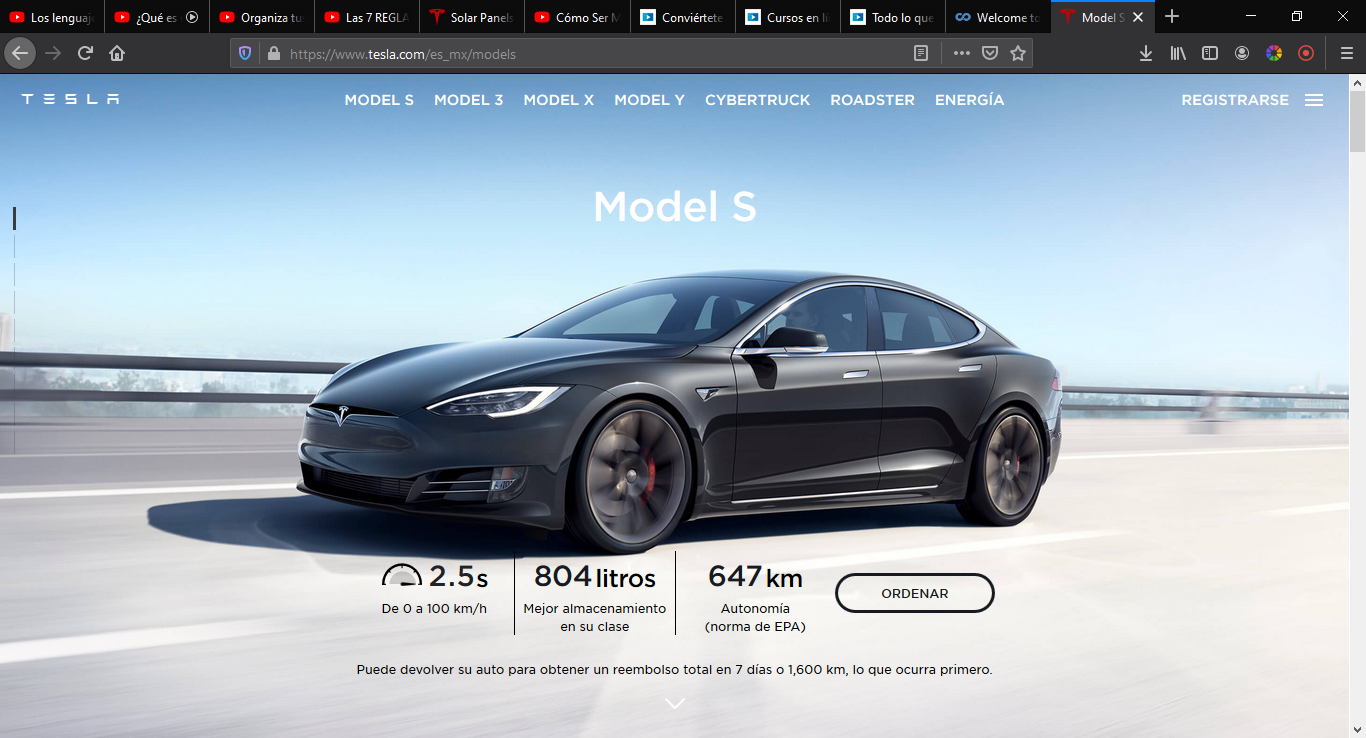 Los lenguaje
¿Qué es
Organiza tus
Las 7 REGLA
Solar Panels
Cómo Ser M
Conviértete
Cursos en lí
Todo lo que
Welcome to
Model S
https://www.tesla.com/es_mx/models
TESLA
MODEL S
MODEL 3
MODEL X
MODEL Y
CYBERTRUCK
ROADSTER
ENERGÍA
REGISTRARSE
Model S
2.5 s
De 0 a 100 km/h
804 litros
Mejor almacenamiento
en su clase
647 km
Autonomía
(norma de EPA)
ORDENAR
Puede devolver su auto para obtener un reembolso total en 7 días o 1,600 km, lo que ocurra primero.